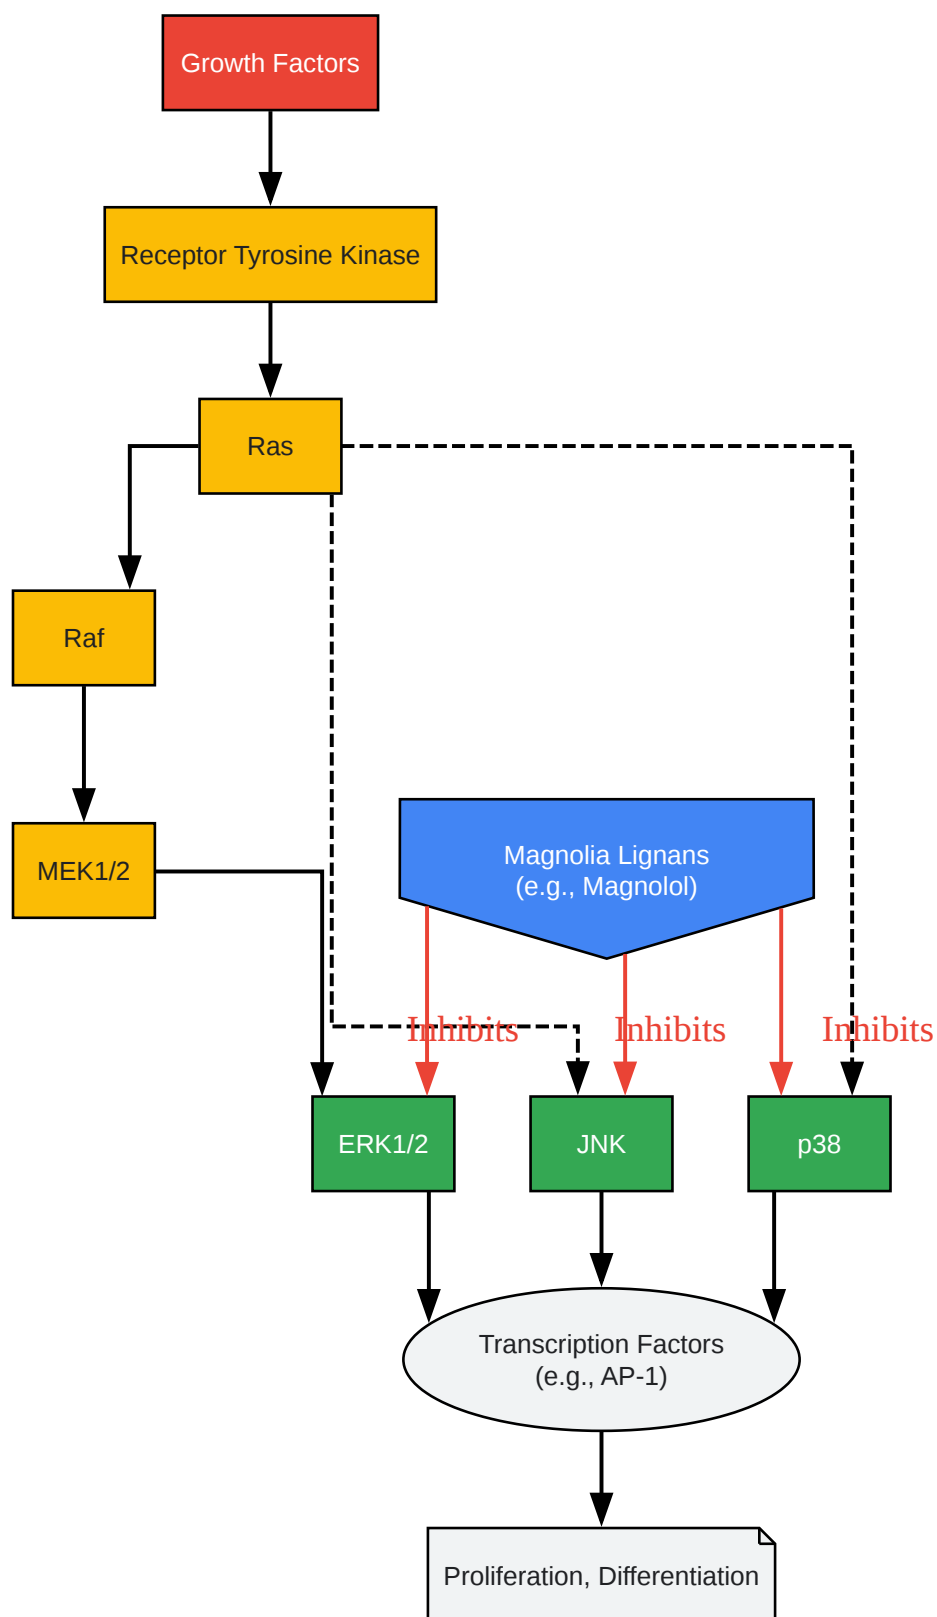 Growth Factors
Receptor Tyrosine Kinase
Ras
Raf
MEK1/2
Magnolia Lignans
(e.g., Magnolol)
Inhibits
Inhibits
Inhibits
ERK1/2
JNK
p38
Transcription Factors
(e.g., AP-1)
Proliferation, Differentiation